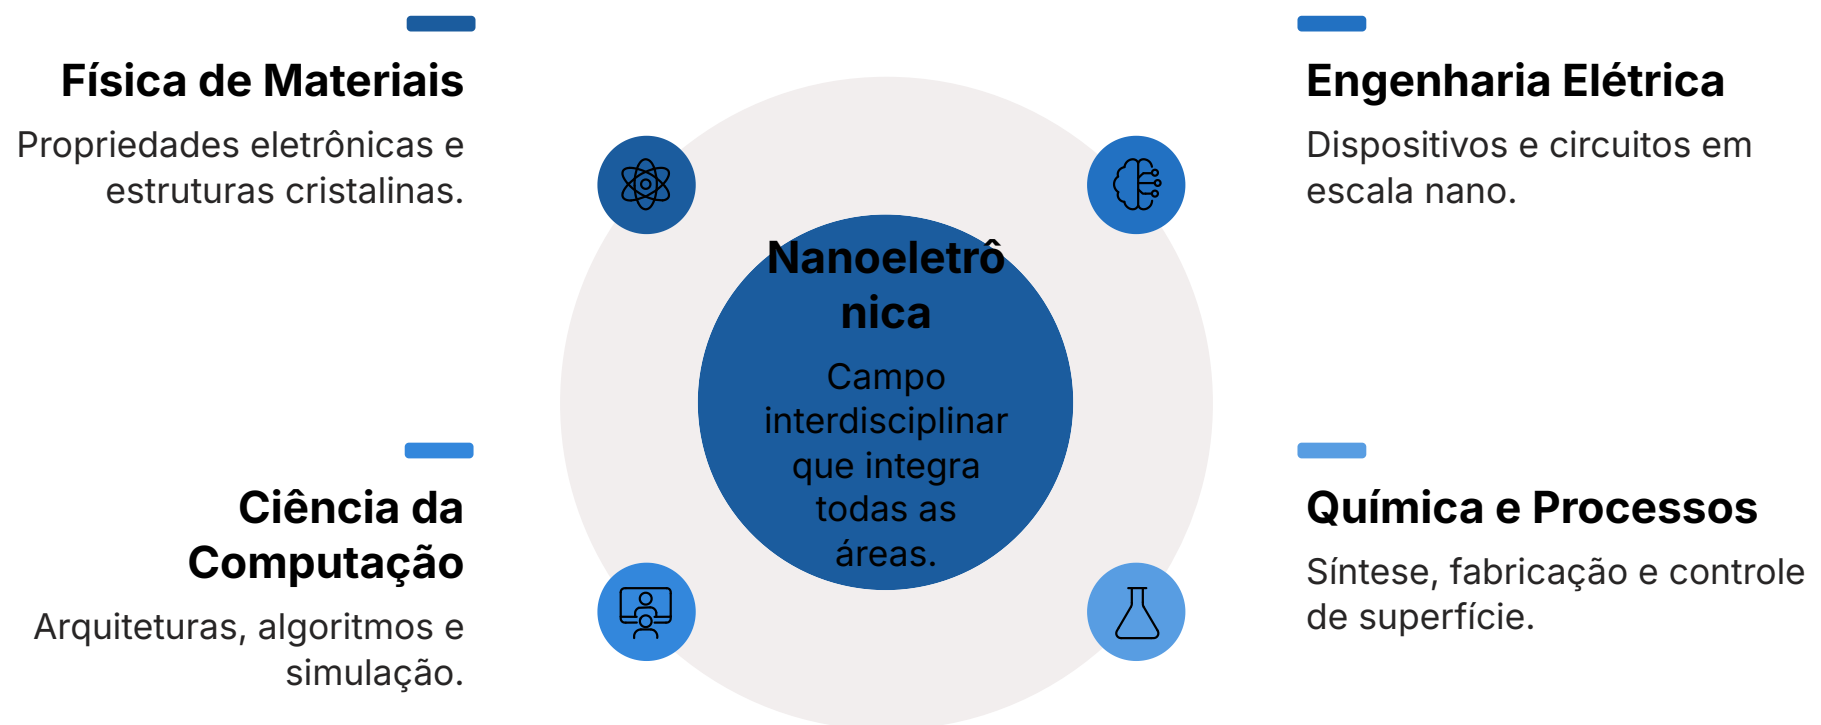 Física de Materiais
Propriedades eletrônicas e
estruturas cristalinas.
Engenharia Elétrica
Dispositivos e circuitos em
escala nano.
Nanoeletrô
nica
Campo
interdisciplinar
que integra
todas as
áreas.
Ciência da
Computação
Arquiteturas, algoritmos e
simulação.
Química e Processos
Síntese, fabricação e controle
de superfície.